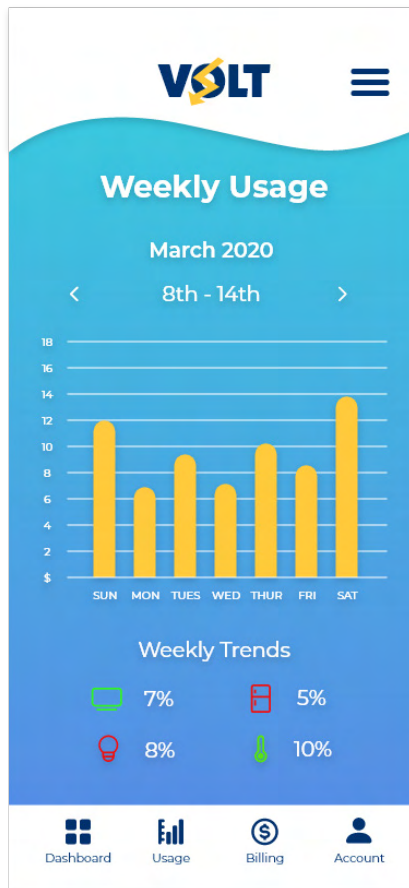 VOLT
Weekly Usage
March 2020
8th - 14th
18
16
14
12
10
8
6
4
2
$
SUN MON TUES WED THUR FRI SAT
Weekly Trends
7% 5%
8% 10%
$
Dashboard Usage Billing Account